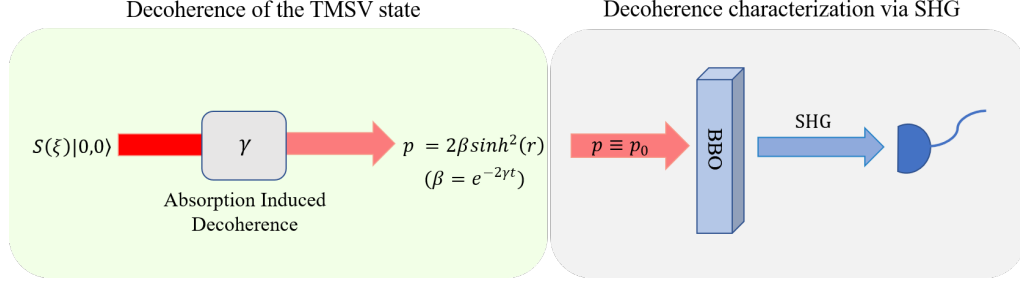 Decoherence of the TMSV state
S(ξ)|0,0⟩
γ
p = 2βsinh²(r)
(β = e⁻²ᵞᵗ)
Absorption Induced
Decoherence
Decoherence characterization via SHG
p ≡ p₀
BBO
SHG